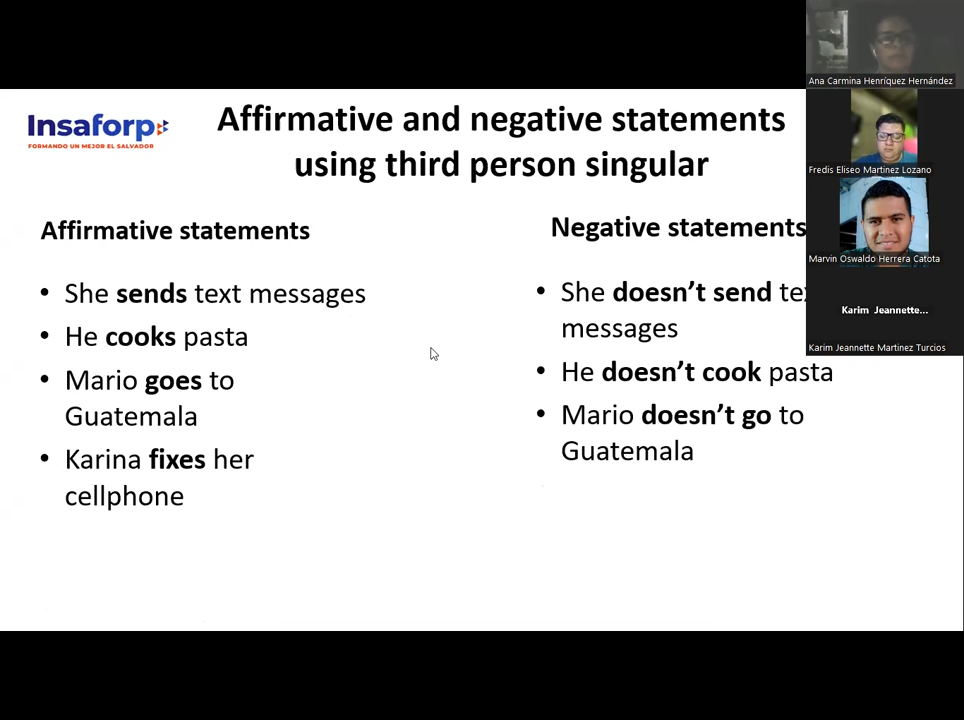 Ana Carmina Henríquez Hernández
Insaforp
FORMANDO UN MEJOR EL SALVADOR
Affirmative and negative statements
using third person singular
Fredis Eliseo Martinez Lozano
Affirmative statements
• She sends text messages
• He cooks pasta
• Mario goes to
Guatemala
• Karina fixes her
cellphone
Negative statements
• She doesn’t send
messages
• He doesn’t cook pasta
• Mario doesn’t go to
Guatemala
Marvin Oswaldo Herrera Catota
Karim Jeannette...
Karim Jeannette Martinez Turcios